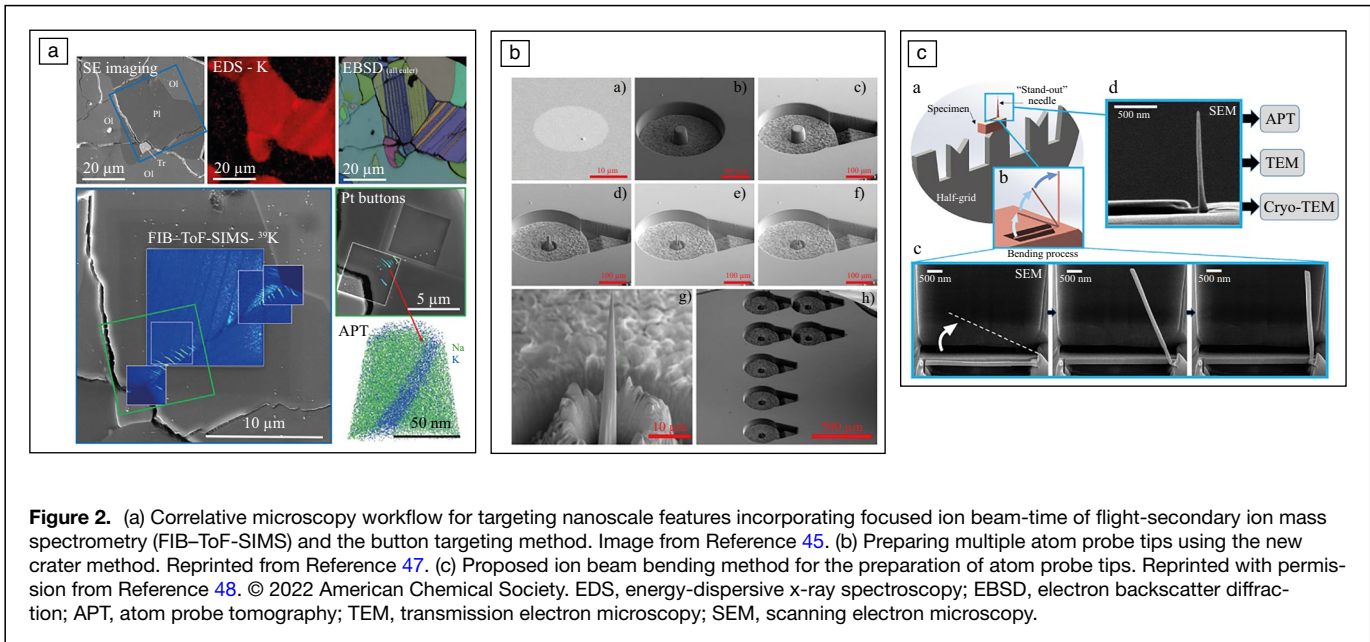 a
SE imaging
Ol
Ol
Pl
Ol
Tr
Ol
20 µm
EDS - K
20 µm
EBSD (all euler)
20 µm
FIB–ToF-SIMS- ³⁹K
10 µm
Pt buttons
5 µm
APT
Na
K
50 nm
b
a)
10 µm
b)
c)
100 µm
d)
100 µm
e)
100 µm
f)
100 µm
g)
10 µm
h)
500 µm
c
a
"Stand-out"
needle
Specimen
Half-grid
b
Bending process
d
500 nm
SEM
APT
TEM
Cryo-TEM
c
500 nm
SEM
500 nm
500 nm
Figure 2. (a) Correlative microscopy workflow for targeting nanoscale features incorporating focused ion beam-time of flight-secondary ion mass
spectrometry (FIB–ToF-SIMS) and the button targeting method. Image from Reference 45. (b) Preparing multiple atom probe tips using the new
crater method. Reprinted from Reference 47. (c) Proposed ion beam bending method for the preparation of atom probe tips. Reprinted with permis-
sion from Reference 48. © 2022 American Chemical Society. EDS, energy-dispersive x-ray spectroscopy; EBSD, electron backscatter diffrac-
tion; APT, atom probe tomography; TEM, transmission electron microscopy; SEM, scanning electron microscopy.